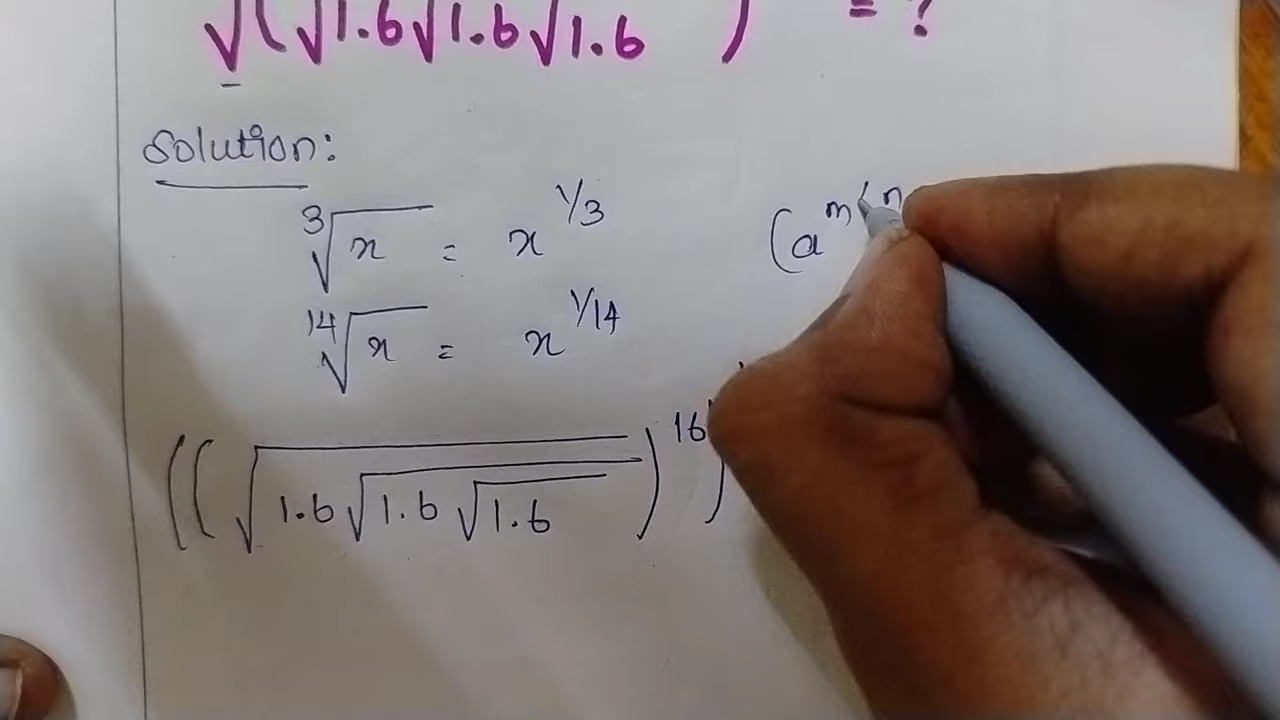 √(√1.6√1.6√1.6 ) = ?
Solution:
³√x = x^1/3 (a^m n
¹⁴√x = x^1/14
((√1.6√1.6√1.6)^16)